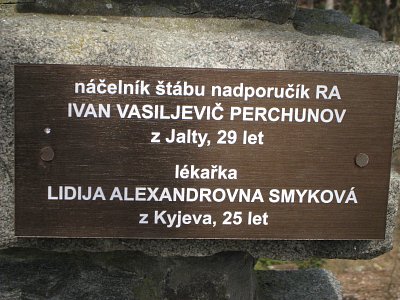 náčelník štábu nadporučík RA
IVAN VASILJEVIČ PERCHUNOV
z Jalty, 29 let
lékařka
LIDIJA ALEXANDROVNA SMYKOVÁ
z Kyjeva, 25 let